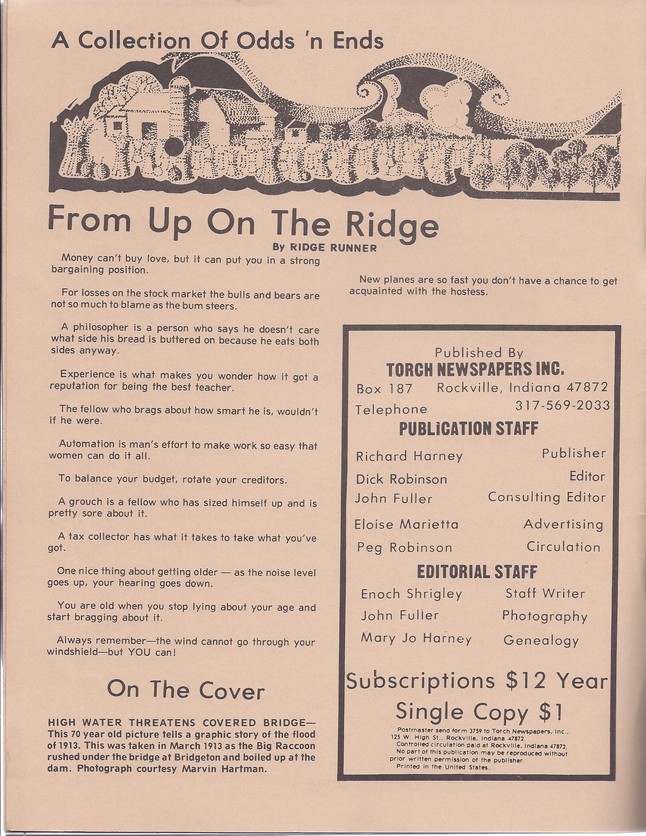 A Collection Of Odds 'n Ends
From Up On The Ridge
By RIDGE RUNNER
Money can't buy love, but it can put you in a strong
bargaining position.
For losses on the stock market the bulls and bears are
not so much to blame as the bum steers.
A philosopher is a person who says he doesn't care
what side his bread is buttered on because he eats both
sides anyway.
Experience is what makes you wonder how it got a
reputation for being the best teacher.
The fellow who brags about how smart he is, wouldn't
if he were.
Automation is man's effort to make work so easy that
women can do it all.
To balance your budget, rotate your creditors.
A grouch is a fellow who has sized himself up and is
pretty sore about it.
A tax collector has what it takes to take what you've
got.
One nice thing about getting older — as the noise level
goes up, your hearing goes down.
You are old when you stop lying about your age and
start bragging about it.
Always remember—the wind cannot go through your
windshield—but YOU can!
On The Cover
HIGH WATER THREATENS COVERED BRIDGE—
This 70 year old picture tells a graphic story of the flood
of 1913. This was taken in March 1913 as the Big Raccoon
rushed under the bridge at Bridgeton and boiled up at the
dam. Photograph courtesy Marvin Hartman.
New planes are so fast you don't have a chance to get
acquainted with the hostess.
Published By
TORCH NEWSPAPERS INC.
Box 187 Rockville, Indiana 47872
Telephone 317-569-2033
PUBLICATION STAFF
Richard Harney Publisher
Dick Robinson Editor
John Fuller Consulting Editor
Eloise Marietta Advertising
Peg Robinson Circulation
EDITORIAL STAFF
Enoch Shrigley Staff Writer
John Fuller Photography
Mary Jo Harney Genealogy
Subscriptions $12 Year
Single Copy $1
Postmaster send form 3759 to Torch Newspapers, Inc.,
125 W. High St., Rockville, Indiana 47872.
Controlled circulation paid at Rockville, Indiana 47872.
No part of this publication may be reproduced without
prior written permission of the publisher
Printed in the United States.